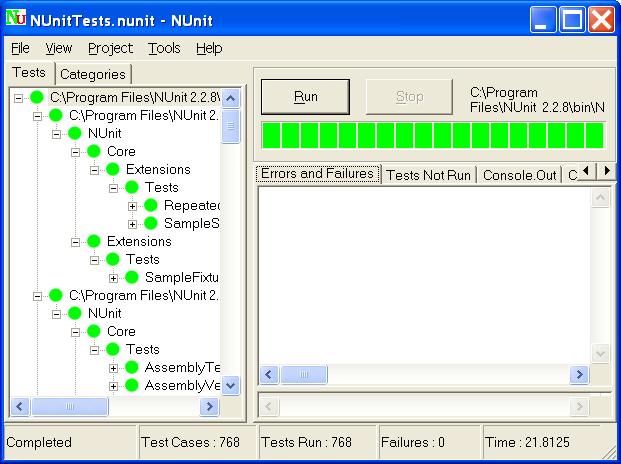 NUnitTests.nunit - NUnit
File View Project Tools Help
Tests Categories
C:\Program Files\NUnit 2.2.8\
C:\Program Files\NUnit 2.
NUnit
Core
Extensions
Tests
Repeated
SampleS
Extensions
Tests
SampleFixtu
C:\Program Files\NUnit 2.
NUnit
Core
Tests
AssemblyTe
AssemblyVe
Run Stop
C:\Program
Files\NUnit 2.2.8\bin\N
Errors and Failures Tests Not Run Console.Out C
Completed Test Cases : 768 Tests Run : 768 Failures : 0 Time : 21.8125